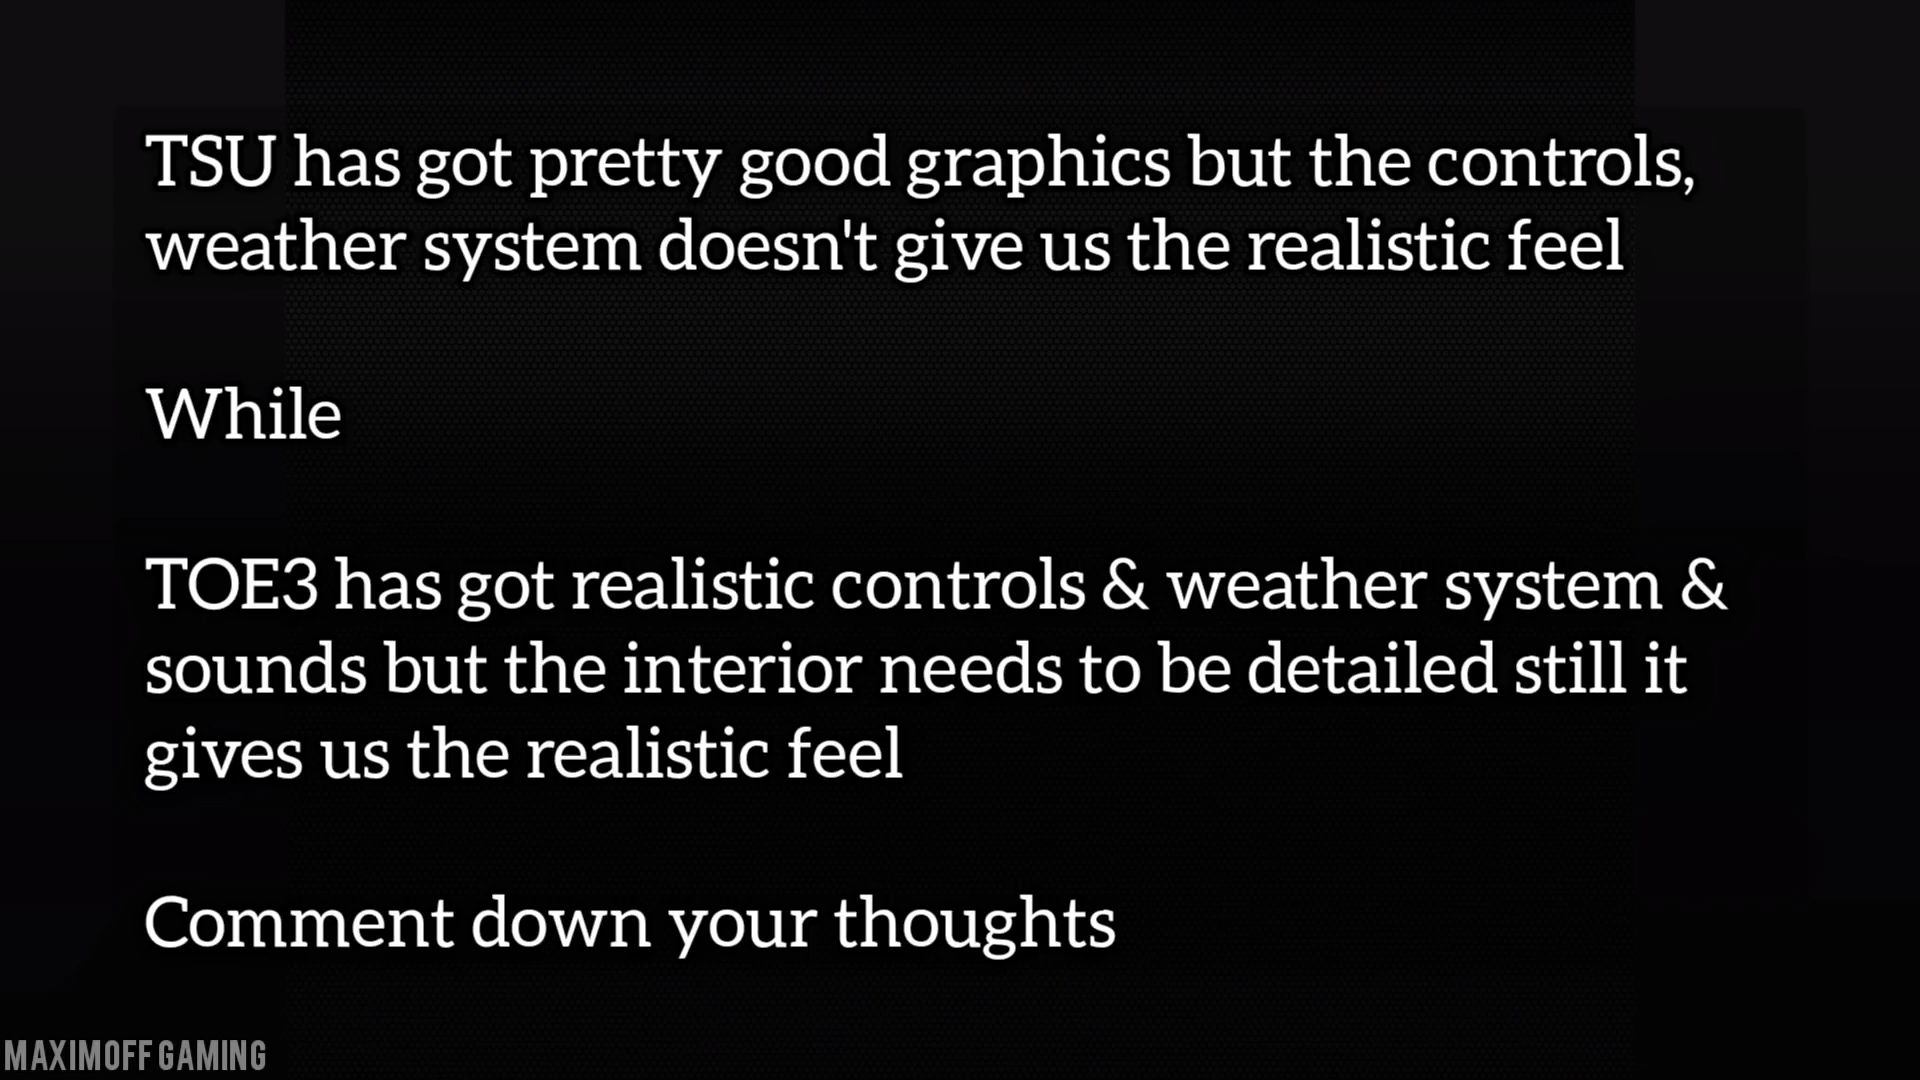 TSU has got pretty good graphics but the controls,
weather system doesn't give us the realistic feel
While
TOE3 has got realistic controls & weather system &
sounds but the interior needs to be detailed still it
gives us the realistic feel
Comment down your thoughts
MAXIMOFF GAMING